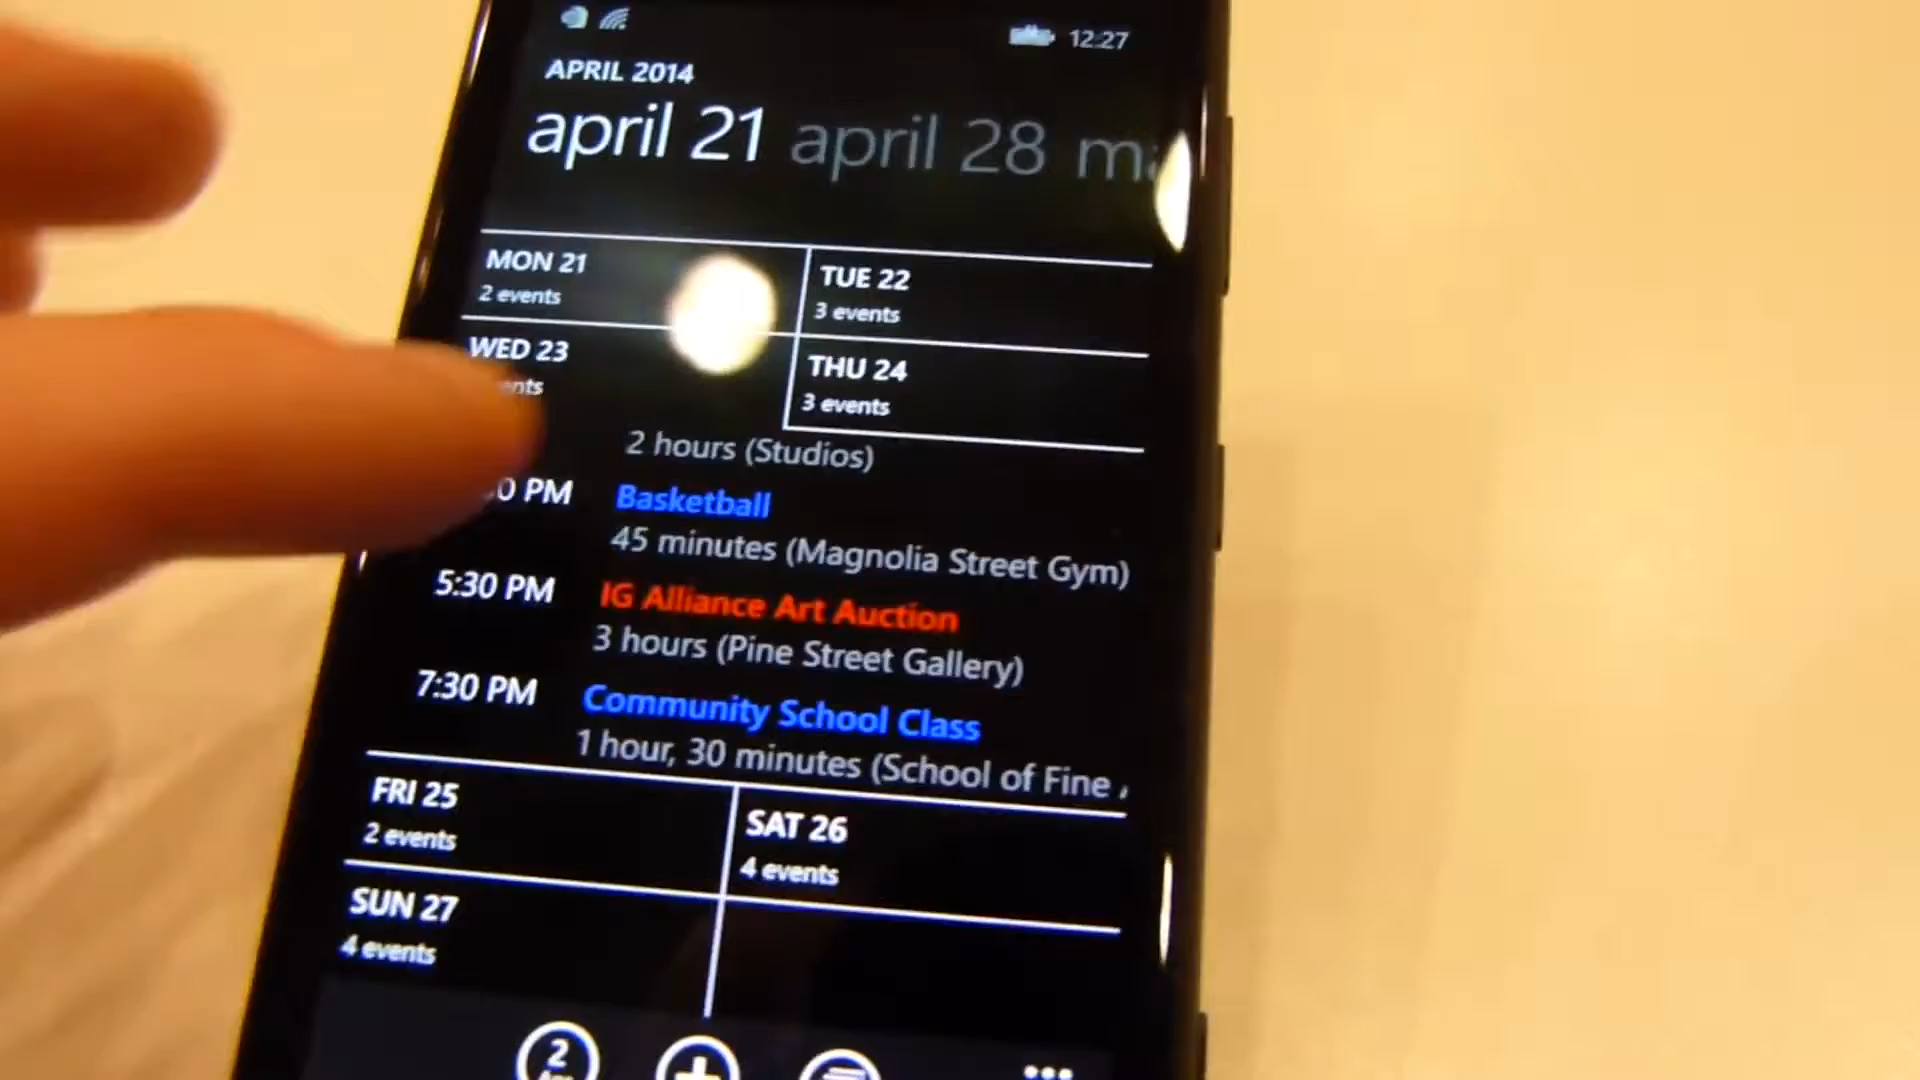 12:27
APRIL 2014
april 21 april 28
MON 21
2 events
TUE 22
3 events
WED 23
THU 24
3 events
2 hours (Studios)
PM Basketball
45 minutes (Magnolia Street Gym)
5:30 PM IG Alliance Art Auction
3 hours (Pine Street Gallery)
7:30 PM Community School Class
1 hour, 30 minutes (School of Fine
FRI 25
2 events
SAT 26
4 events
SUN 27
4 events
2